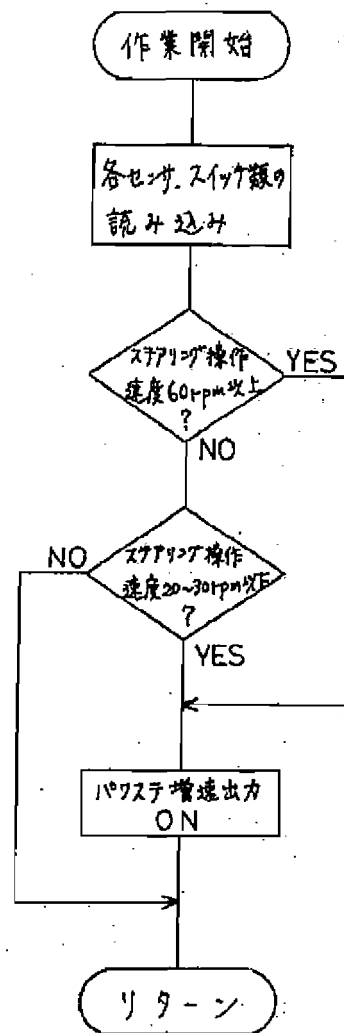 作業開始
各センサ、スイッチ類の
読み込み
ステアリング操作
速度60rpm以上
?
YES
NO
ステアリング操作
速度20~30rpm以下
?
NO
YES
パワステ増速出力
ON
リターン